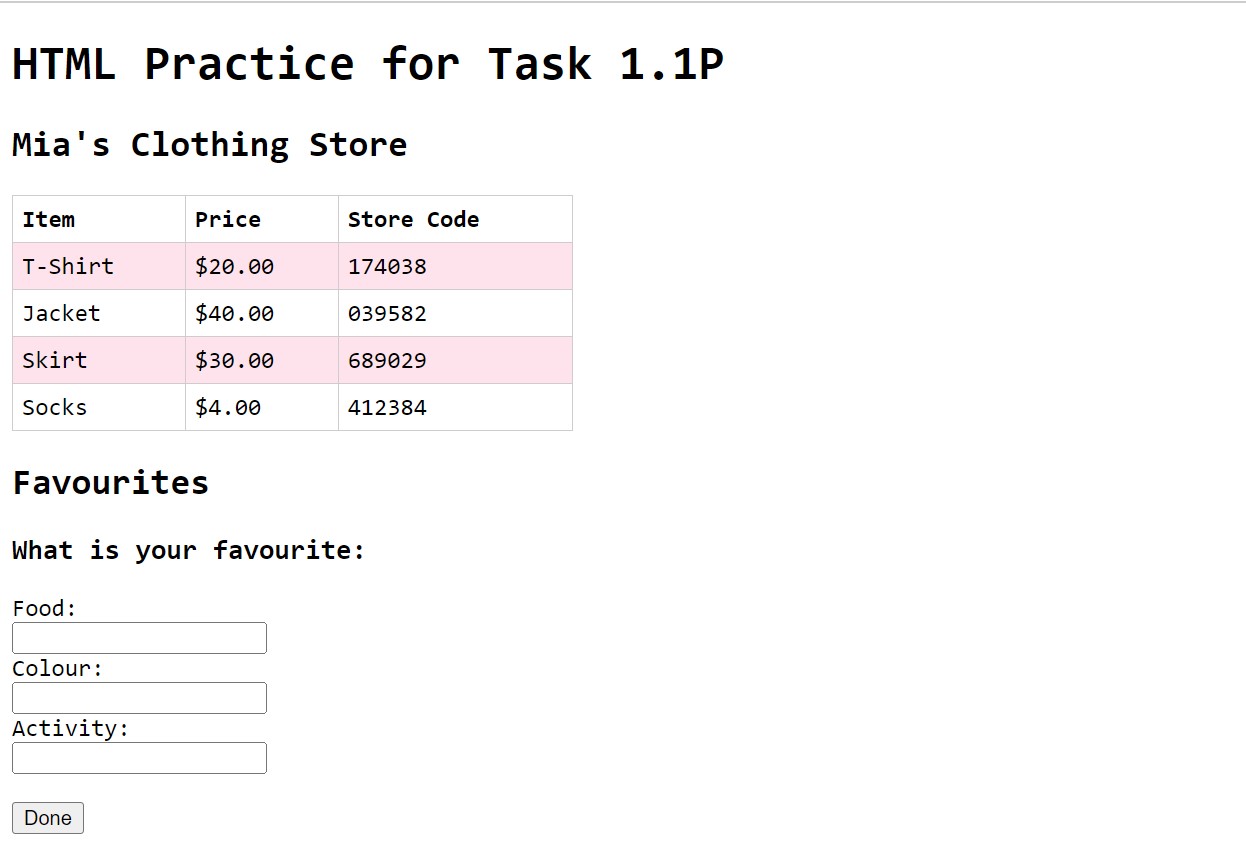 HTML Practice for Task 1.1P
Mia's Clothing Store
Item Price Store Code
T-Shirt $20.00 174038
Jacket $40.00 039582
Skirt $30.00 689029
Socks $4.00 412384
Favourites
What is your favourite:
Food:
Colour:
Activity:
Done